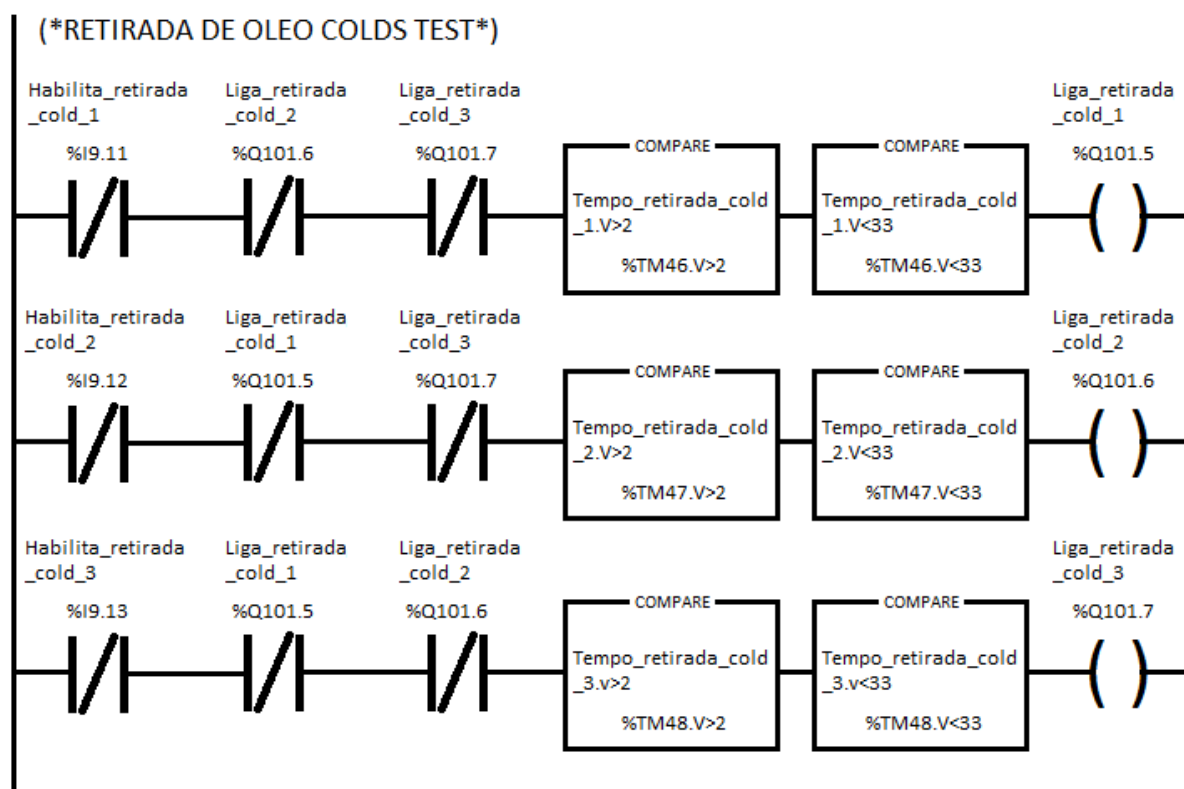 (*RETIRADA DE OLEO COLDS TEST*)
Habilita_retirada
_cold_1
Liga_retirada
_cold_2
Liga_retirada
_cold_3
Liga_retirada
_cold_1
%I9.11
%Q101.6
%Q101.7
COMPARE
COMPARE
%Q101.5
Tempo_retirada_cold
_1.V>2
%TM46.V>2
Tempo_retirada_cold
_1.V<33
%TM46.V<33
Habilita_retirada
_cold_2
Liga_retirada
_cold_1
Liga_retirada
_cold_3
Liga_retirada
_cold_2
%I9.12
%Q101.5
%Q101.7
COMPARE
COMPARE
%Q101.6
Tempo_retirada_cold
_2.V>2
%TM47.V>2
Tempo_retirada_cold
_2.V<33
%TM47.V<33
Habilita_retirada
_cold_3
Liga_retirada
_cold_1
Liga_retirada
_cold_2
Liga_retirada
_cold_3
%I9.13
%Q101.5
%Q101.6
COMPARE
COMPARE
%Q101.7
Tempo_retirada_cold
_3.v>2
%TM48.V>2
Tempo_retirada_cold
_3.v<33
%TM48.V<33